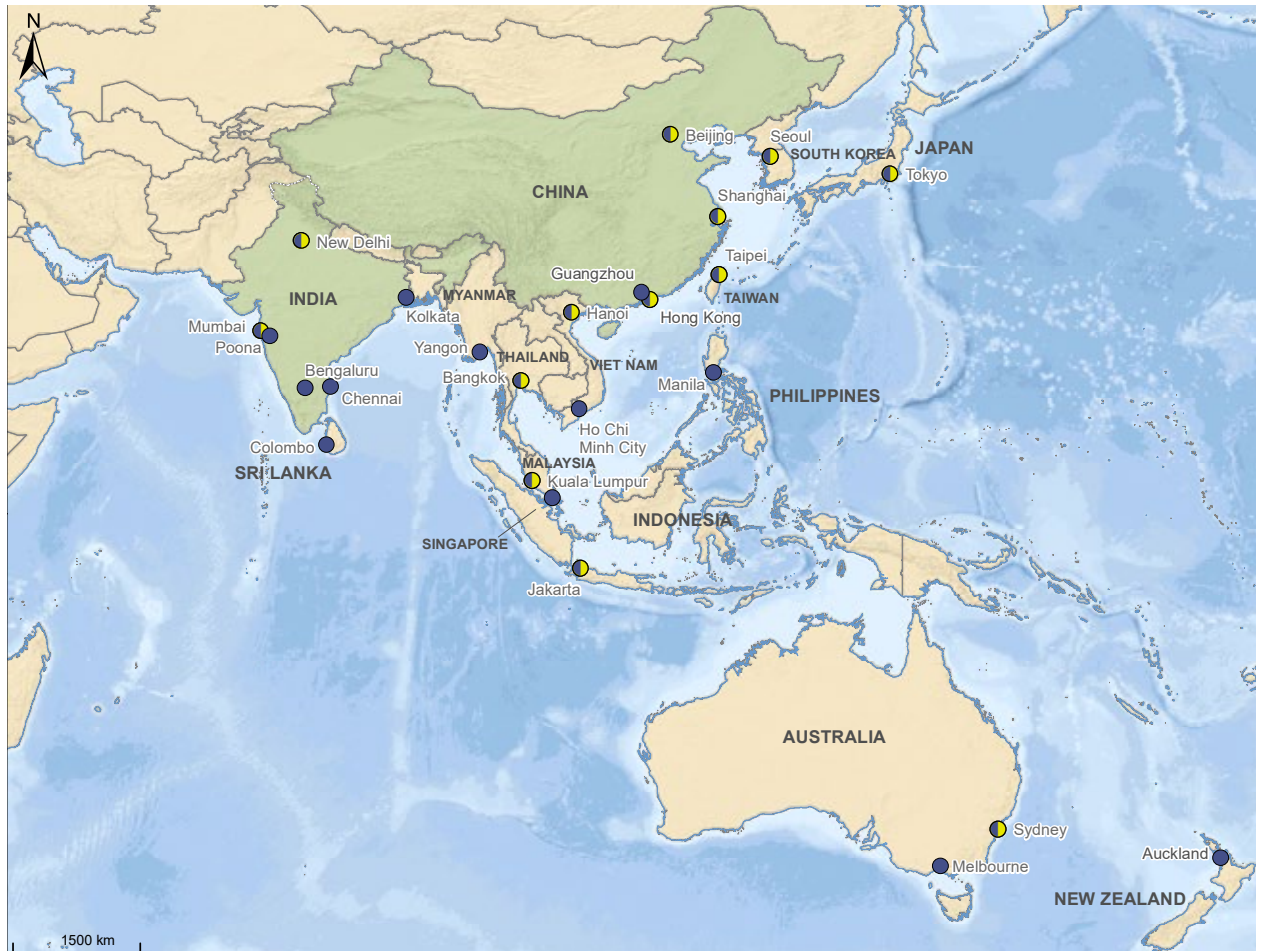 N
Beijing
Seoul
SOUTH KOREA
JAPAN
Tokyo
CHINA
Shanghai
New Delhi
Taipei
Guangzhou
INDIA
MYANMAR
TAIWAN
Kolkata
Hanoi
Hong Kong
Mumbai
Poona
Yangon
THAILAND
VIET NAM
Bengaluru
Bangkok
Manila
Chennai
PHILIPPINES
Ho Chi
Minh City
Colombo
SRI LANKA
MALAYSIA
Kuala Lumpur
INDONESIA
SINGAPORE
Jakarta
AUSTRALIA
Sydney
Auckland
Melbourne
NEW ZEALAND
1500 km